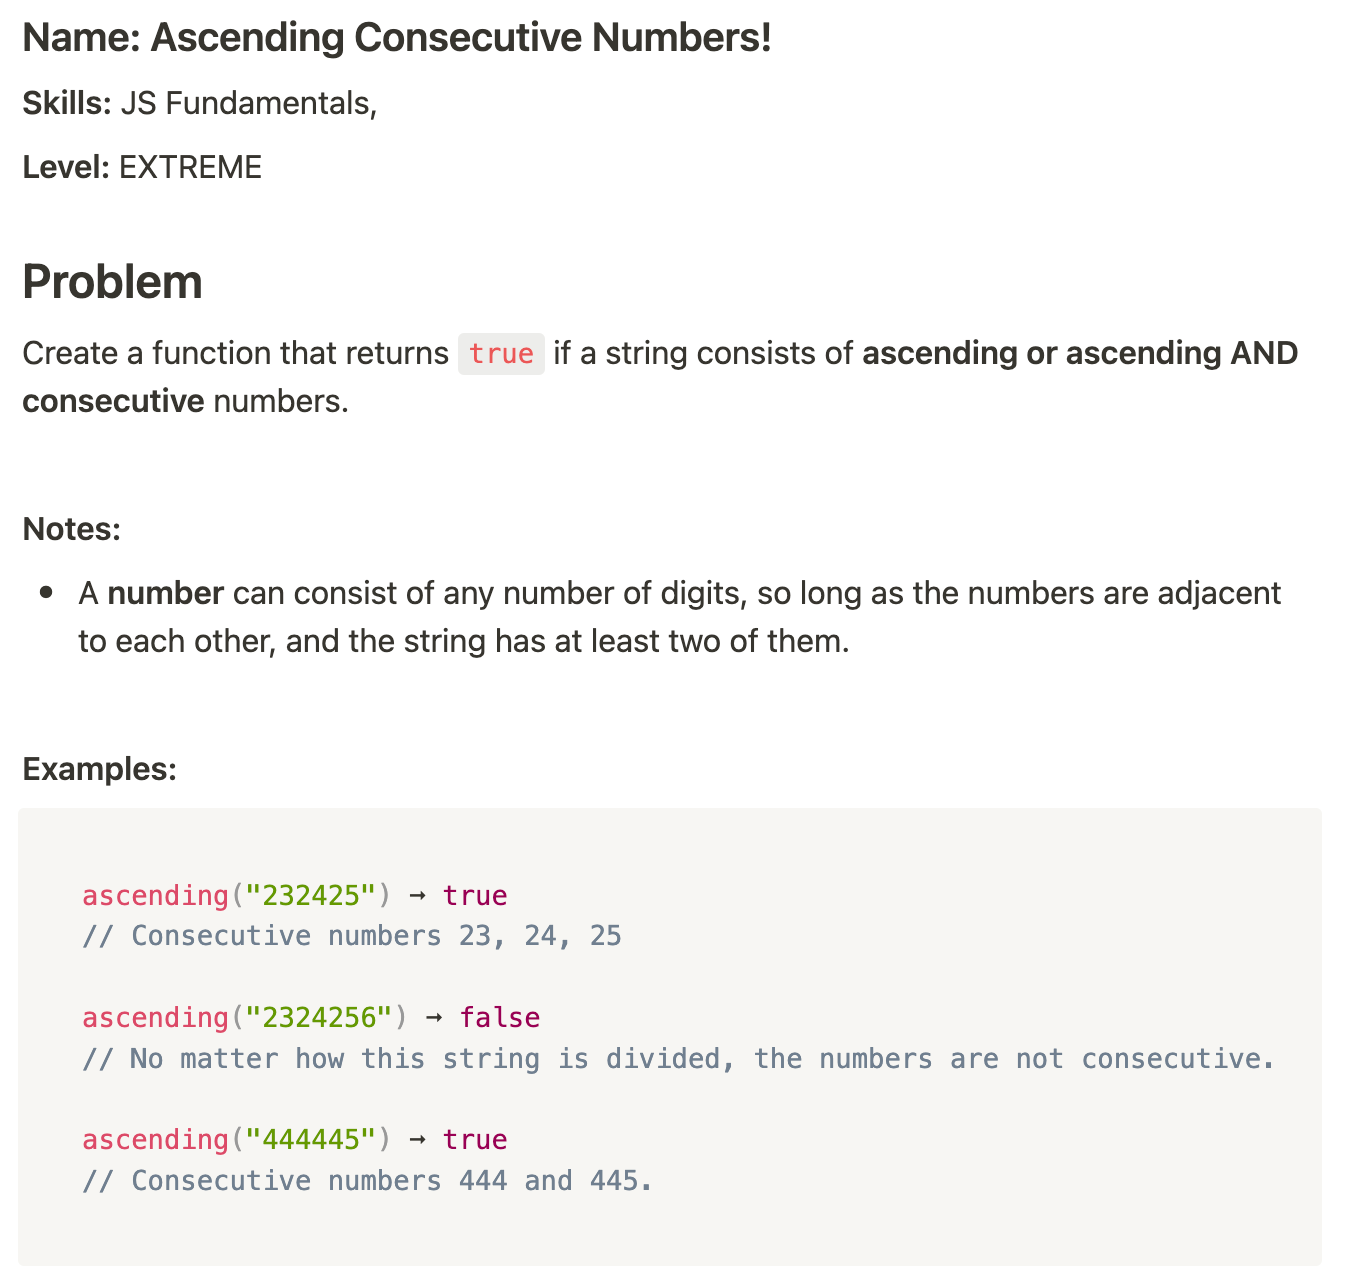 Name: Ascending Consecutive Numbers!
Skills: JS Fundamentals,
Level: EXTREME
Problem
Create a function that returns true if a string consists of ascending or ascending AND
consecutive numbers.
Notes:
• A number can consist of any number of digits, so long as the numbers are adjacent
to each other, and the string has at least two of them.
Examples:
ascending("232425") → true
// Consecutive numbers 23, 24, 25
ascending("2324256") → false
// No matter how this string is divided, the numbers are not consecutive.
ascending("444445") → true
// Consecutive numbers 444 and 445.